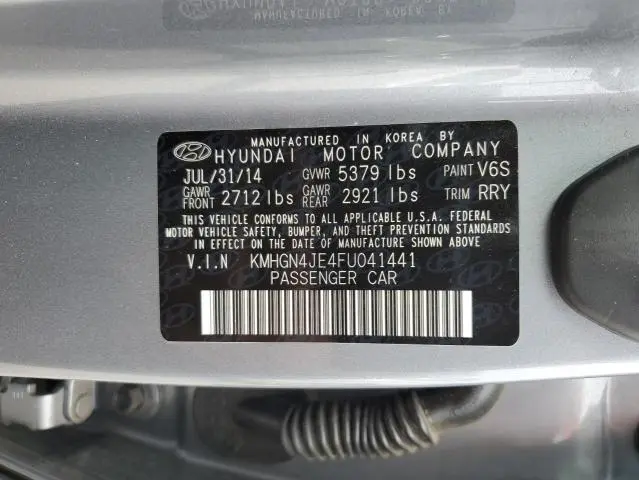 MANUFACTURED IN KOREA BY
HYUNDAI MOTOR COMPANY
JUL/31/14 GVWR 5379 lbs PAINT V6S
GAWR FRONT 2712 lbs GAWR REAR 2921 lbs TRIM RRY
THIS VEHICLE CONFORMS TO ALL APPLICABLE U.S.A. FEDERAL
MOTOR VEHICLE SAFETY, BUMPER, AND THEFT PREVENTION STANDARDS
IN EFFECT ON THE DATE OF MANUFACTURE SHOWN ABOVE.
V.I.N KMHGN4JE4FU041441
PASSENGER CAR